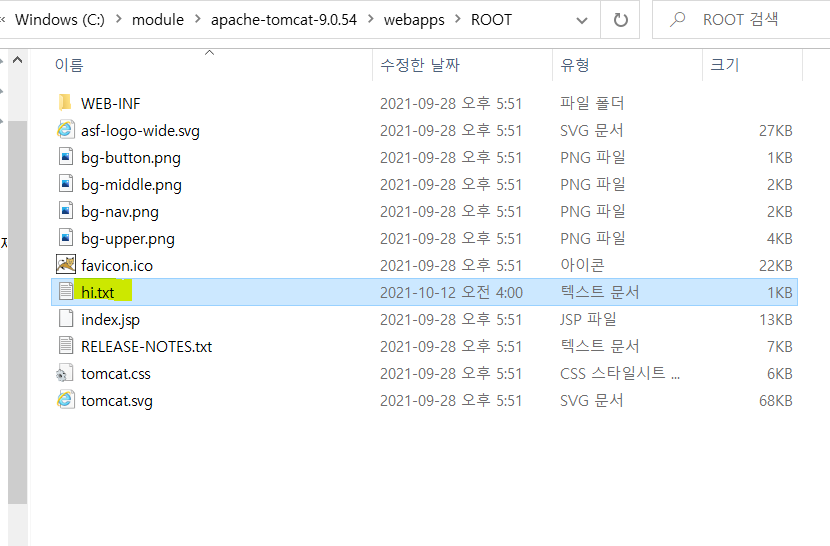 « Windows (C:) > module > apache-tomcat-9.0.54 > webapps > ROOT ROOT 검색
이름 수정한 날짜 유형 크기
WEB-INF 2021-09-28 오후 5:51 파일 폴더
asf-logo-wide.svg 2021-09-28 오후 5:51 SVG 문서 27KB
bg-button.png 2021-09-28 오후 5:51 PNG 파일 1KB
bg-middle.png 2021-09-28 오후 5:51 PNG 파일 2KB
bg-nav.png 2021-09-28 오후 5:51 PNG 파일 2KB
bg-upper.png 2021-09-28 오후 5:51 PNG 파일 4KB
favicon.ico 2021-09-28 오후 5:51 아이콘 22KB
hi.txt 2021-10-12 오전 4:00 텍스트 문서 1KB
index.jsp 2021-09-28 오후 5:51 JSP 파일 13KB
RELEASE-NOTES.txt 2021-09-28 오후 5:51 텍스트 문서 7KB
tomcat.css 2021-09-28 오후 5:51 CSS 스타일시트 ... 6KB
tomcat.svg 2021-09-28 오후 5:51 SVG 문서 68KB